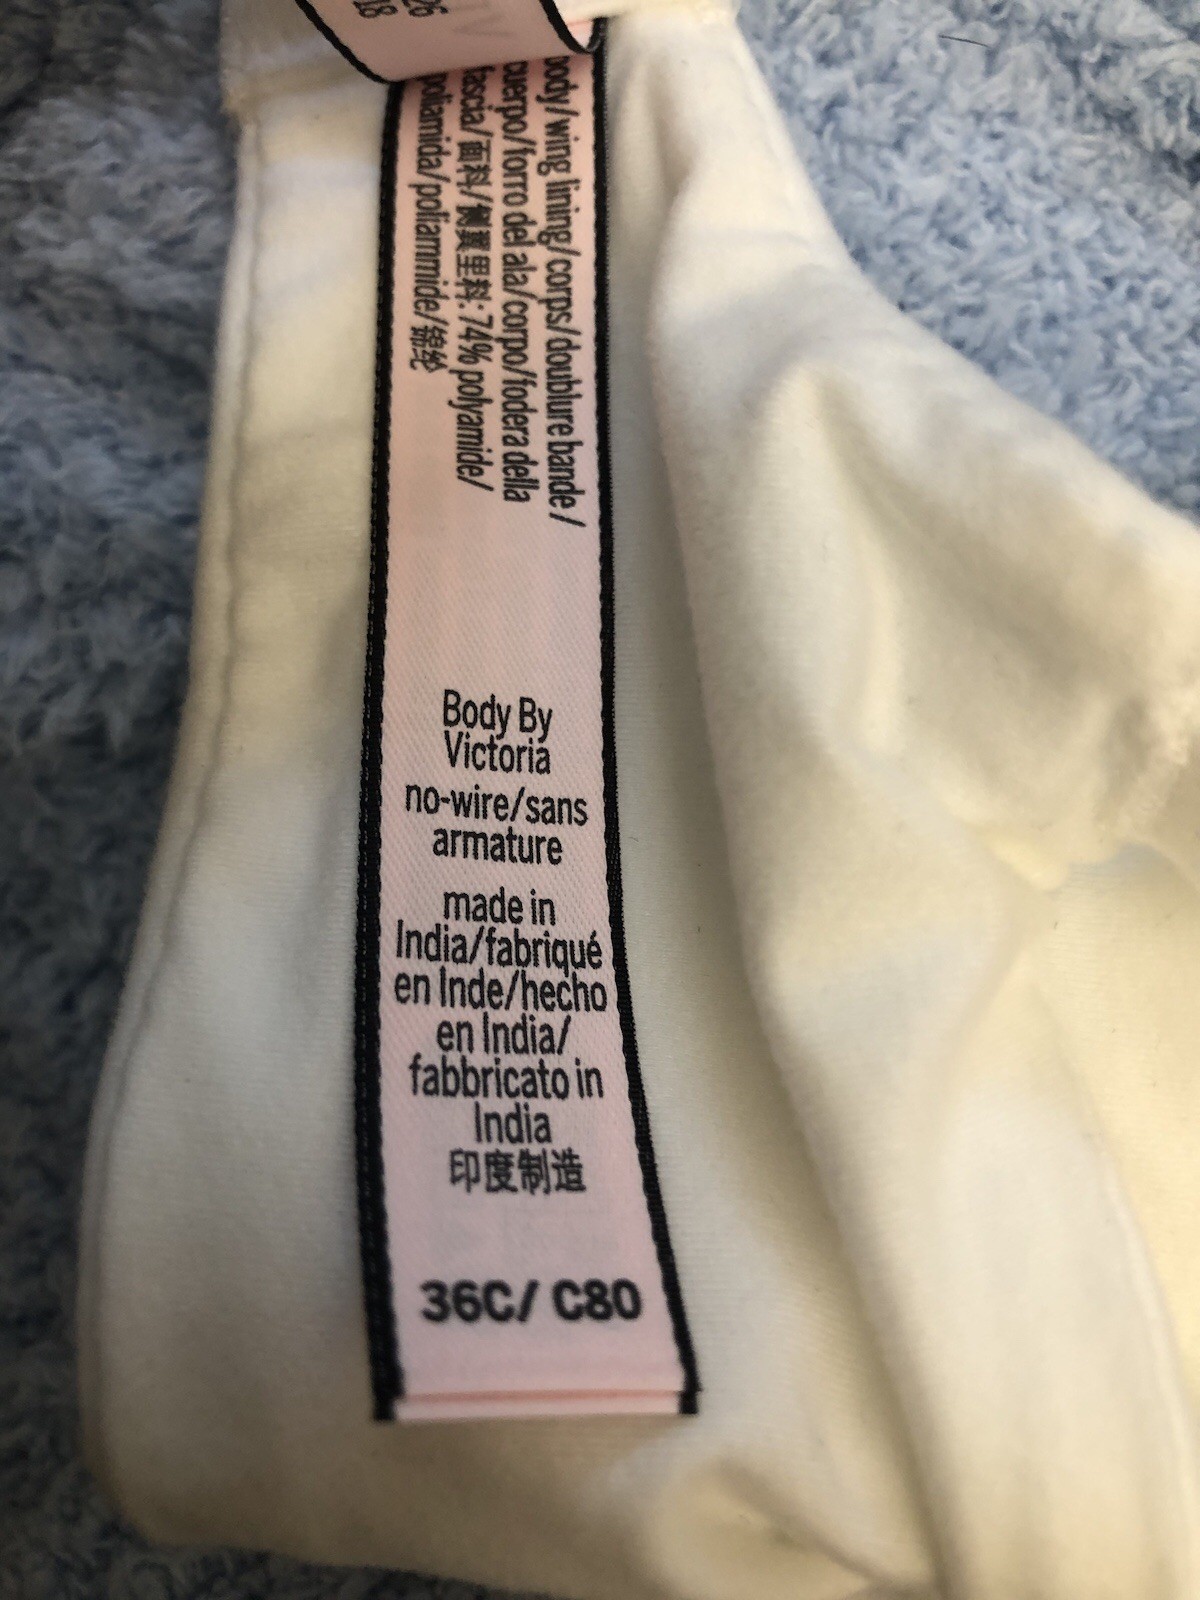 26
18
body/wing lining/corps/doublure bande/
cuerpo/forro del ala/corpo/fodera della
fascia/面料/侧翼里料: 74% polyamide/
poliamida/poliammide/锦纶
Body By
Victoria
no-wire/sans
armature
made in
India/fabriqué
en Inde/hecho
en India/
fabbricato in
India
印度制造
36C/ C80